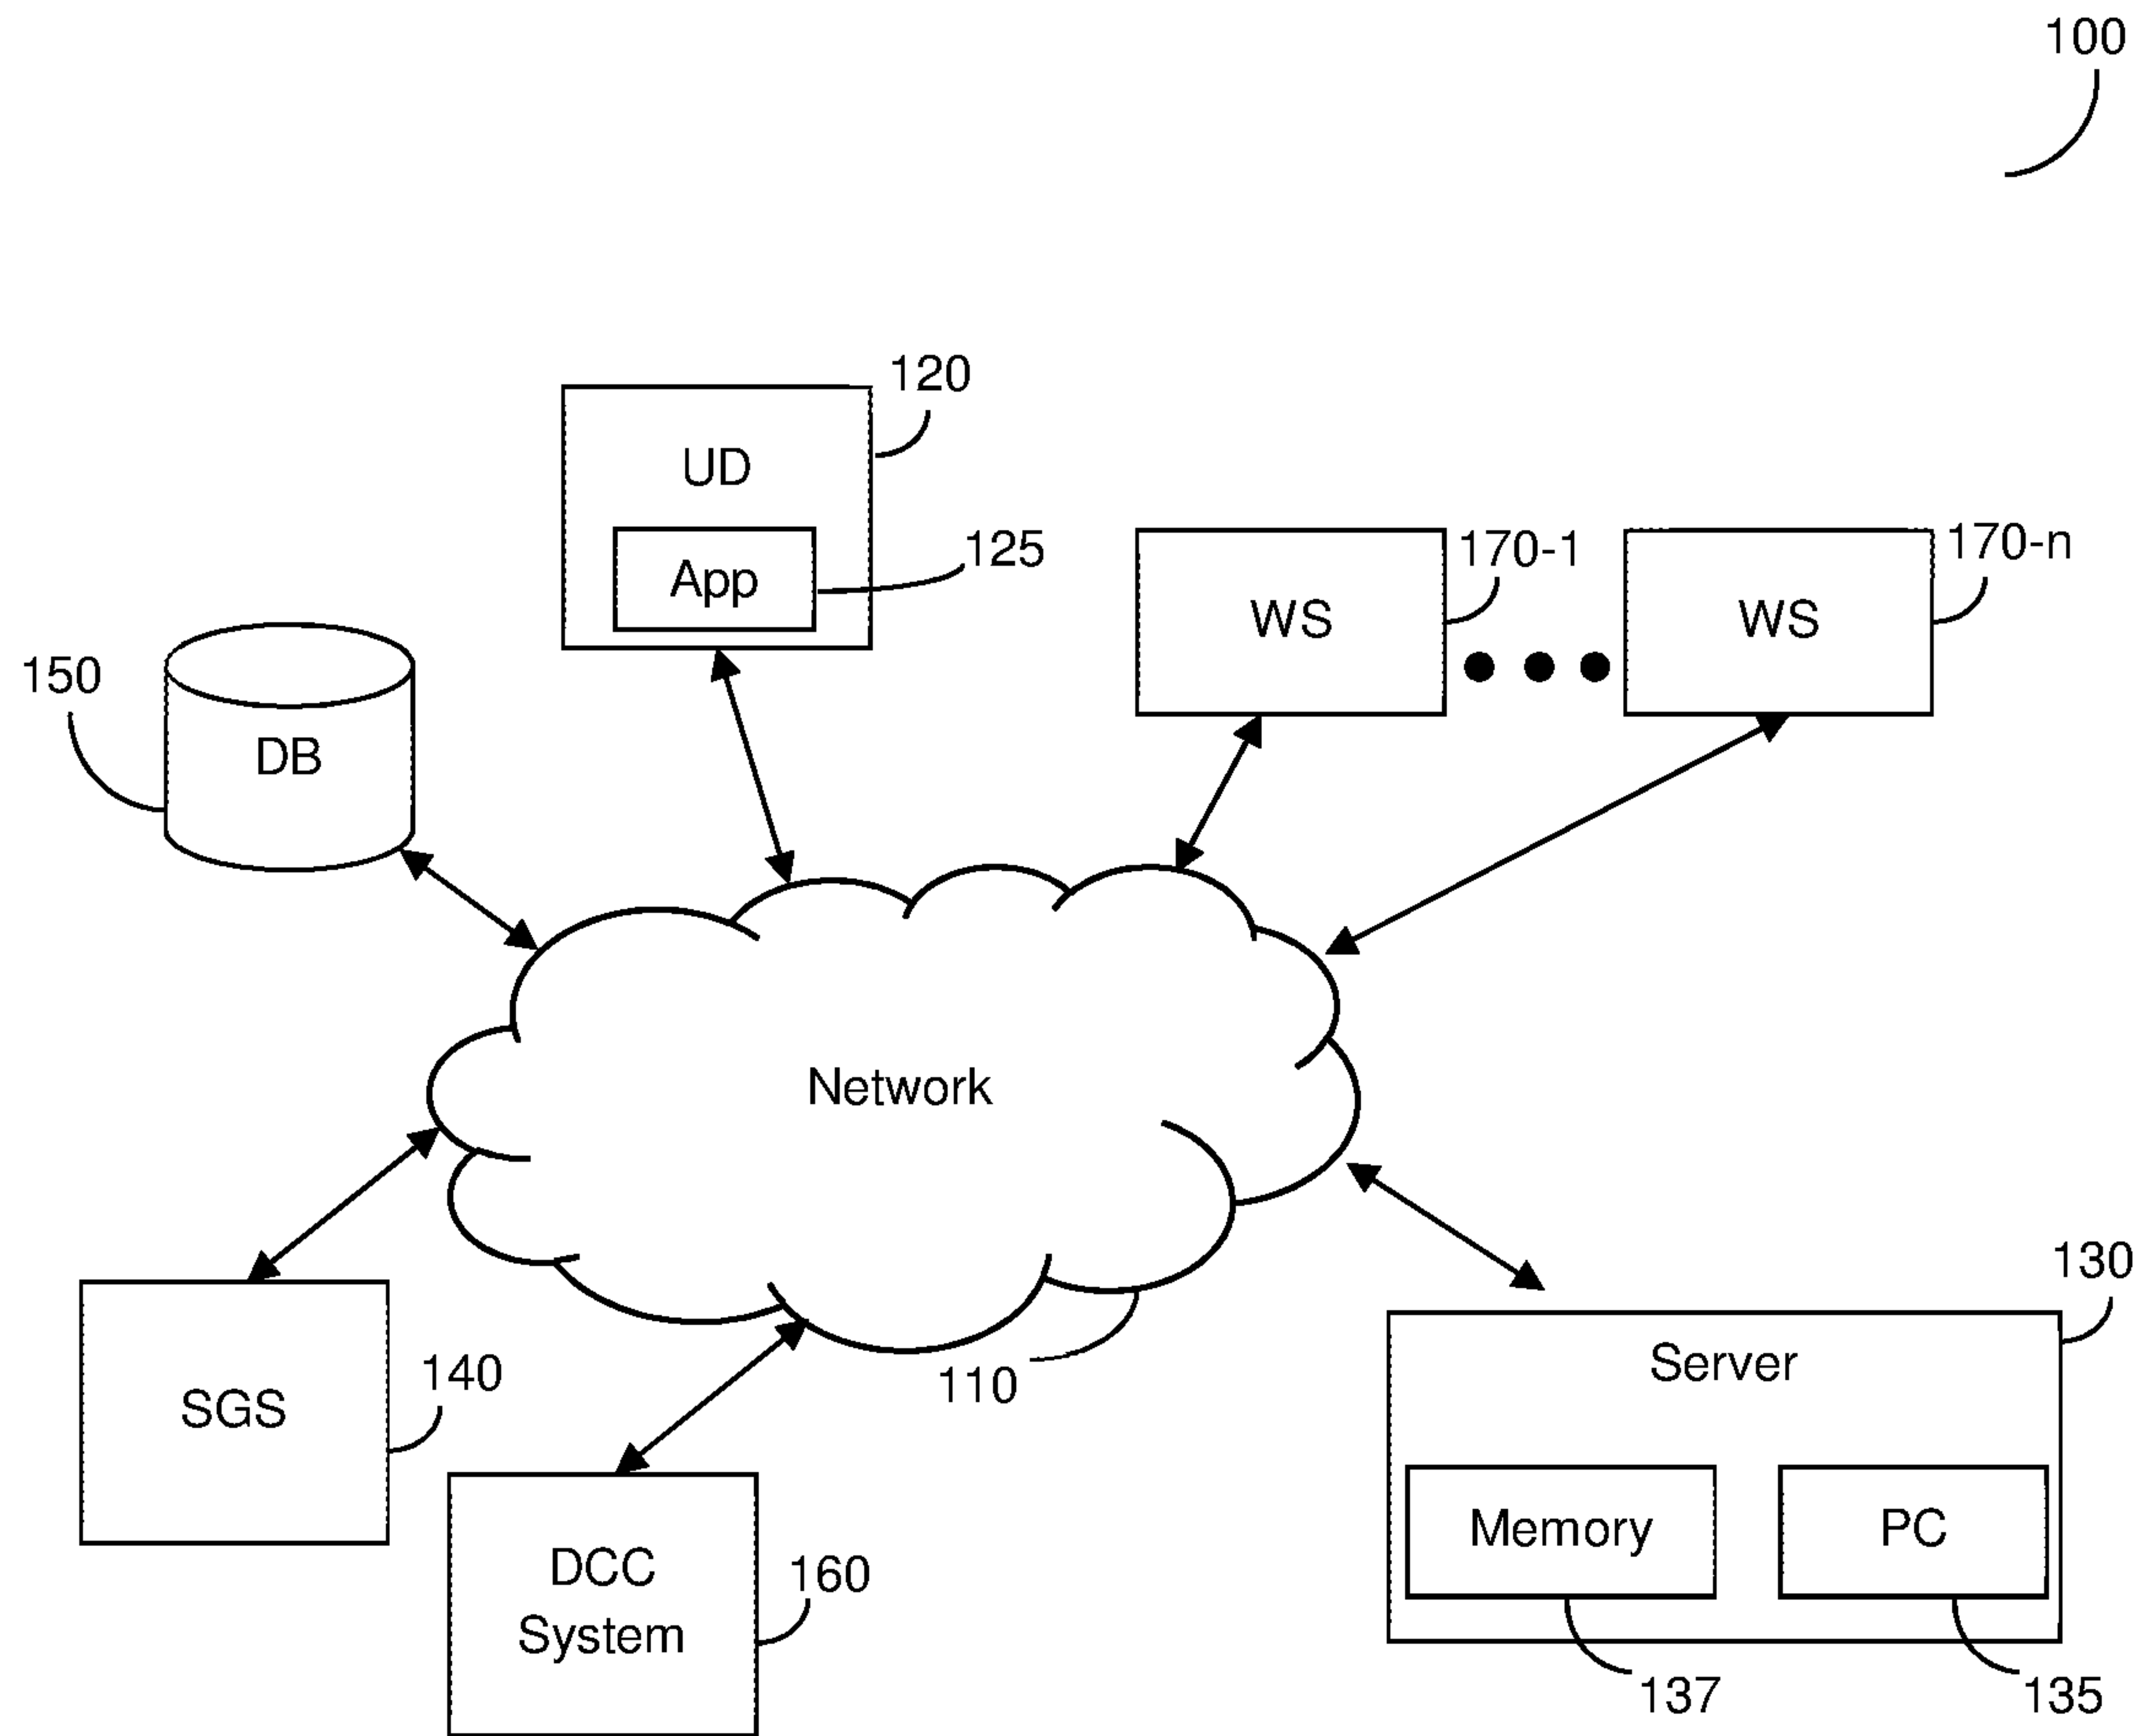 100
120
UD
125
App
170-1
170-n
WS
WS
150
DB
Network
130
Server
140
SGS
110
Memory
PC
DCC
System
160
137
135